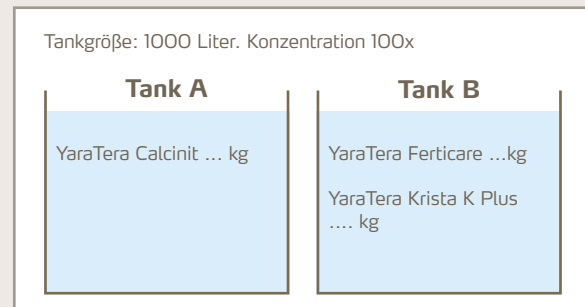 Tankgröße: 1000 Liter. Konzentration 100x
Tank A
YaraTera Calcinit ... kg
Tank B
YaraTera Ferticare ...kg
YaraTera Krista K Plus
.... kg